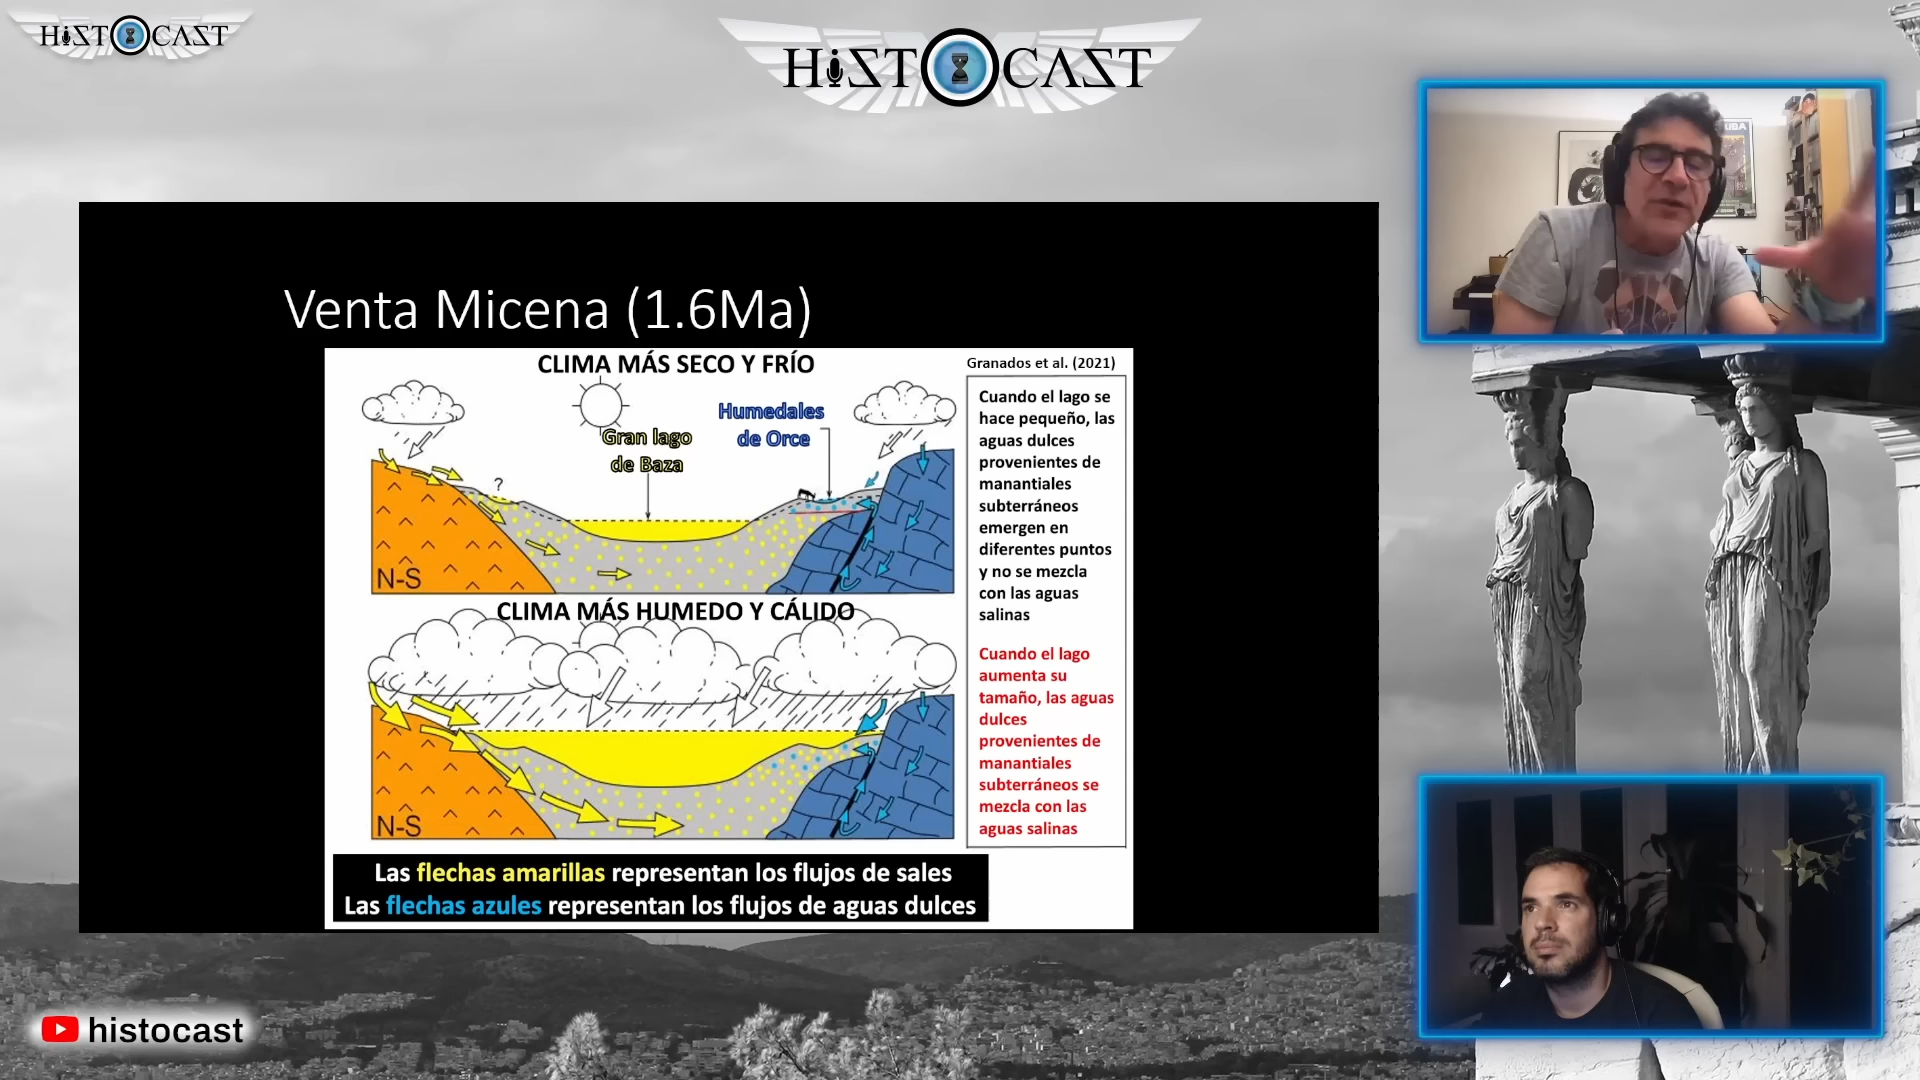 HISTOCAST
HISTOCAST
KIBA
Venta Micena (1.6Ma)
CLIMA MÁS SECO Y FRÍO
Granados et al. (2021)
Humedales
de Orce
Gran lago
de Baza
?
N-S
CLIMA MÁS HUMEDO Y CÁLIDO
N-S
Cuando el lago se
hace pequeño, las
aguas dulces
provenientes de
manantiales
subterráneos
emergen en
diferentes puntos
y no se mezcla
con las aguas
salinas
Cuando el lago
aumenta su
tamaño, las aguas
dulces
provenientes de
manantiales
subterráneos se
mezcla con las
aguas salinas
Las flechas amarillas representan los flujos de sales
Las flechas azules representan los flujos de aguas dulces
histocast